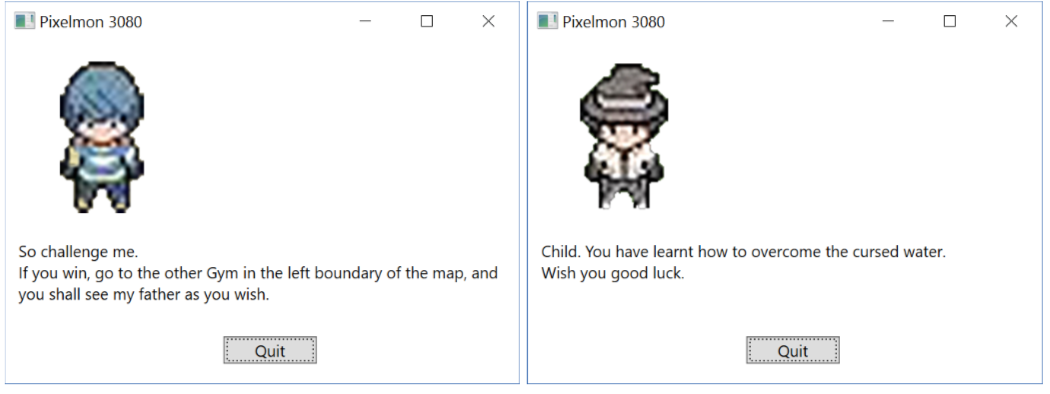 Pixelmon 3080
So challenge me.
If you win, go to the other Gym in the left boundary of the map, and
you shall see my father as you wish.
Quit
Pixelmon 3080
Child. You have learnt how to overcome the cursed water.
Wish you good luck.
Quit